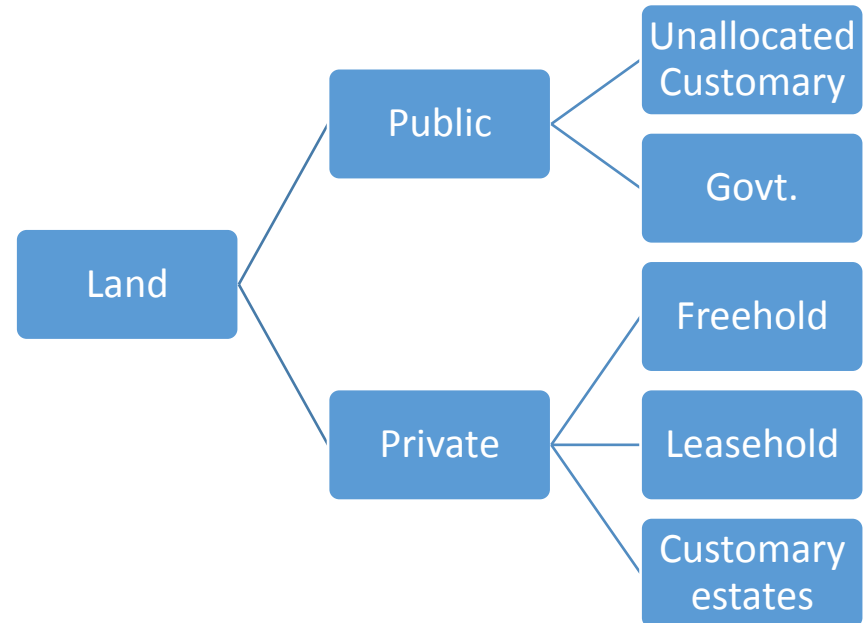 Land
Public
Unallocated
Customary
Govt.
Private
Freehold
Leasehold
Customary
estates